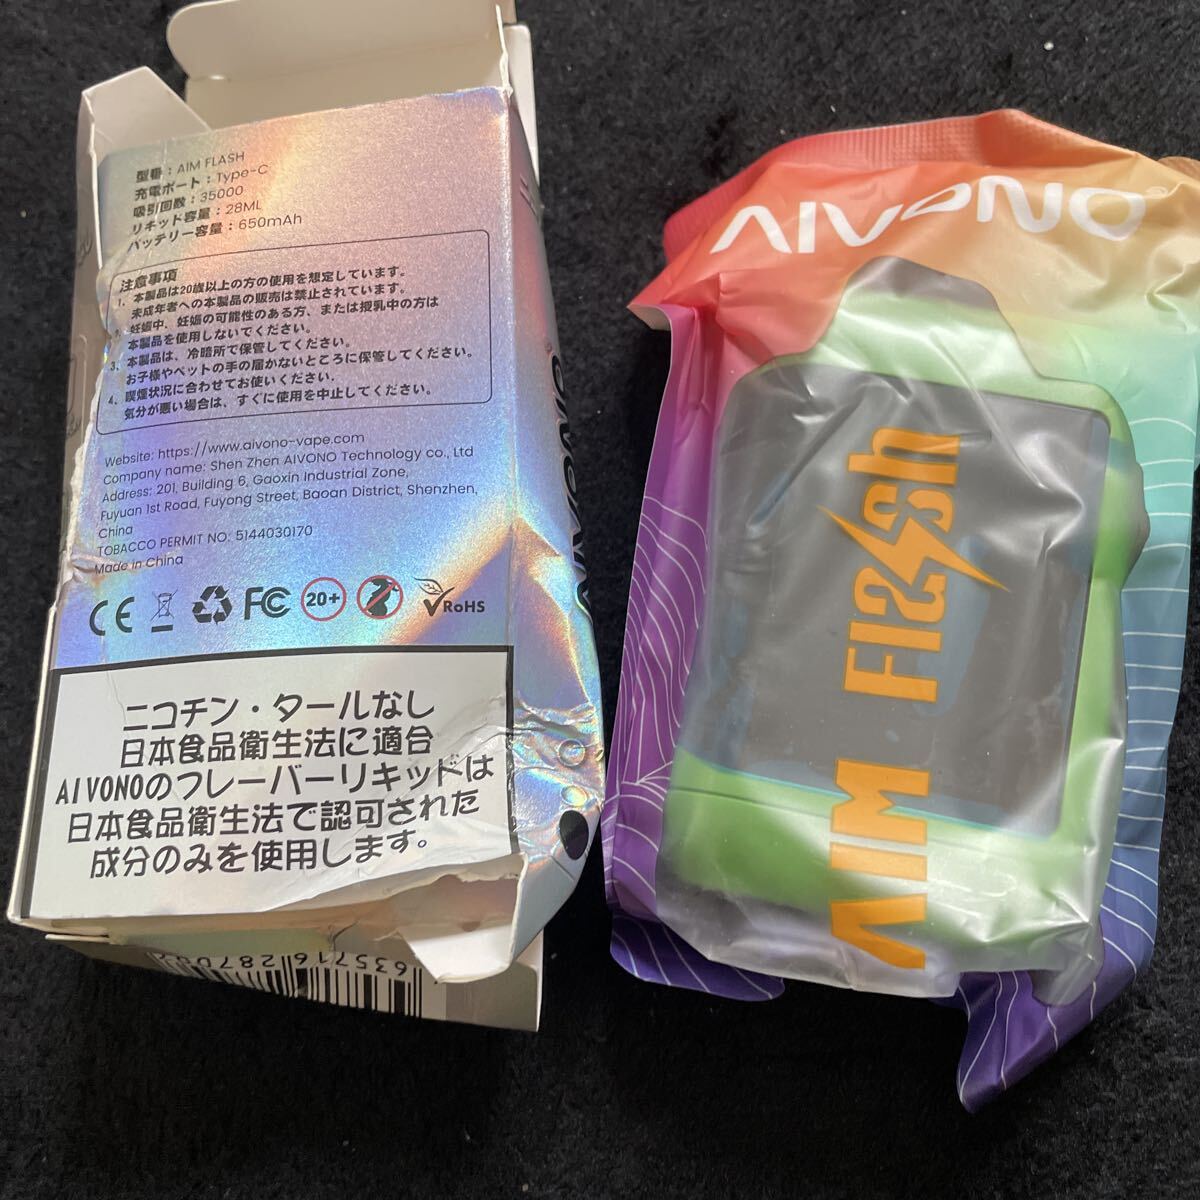 型番：AIM FLASH
充電ポート：Type-C
吸引回数：35000
リキッド容量：28ML
バッテリー容量：650mAh
注意事項
1、本製品は20歳以上の方の使用を想定しています。
未成年者への本製品の販売は禁止されています。
2、妊娠中、妊娠の可能性のある方、または授乳中の方は
本製品を使用しないでください。
3、本製品は、冷暗所で保管してください。
お子様やペットの手の届かないところに保管してください。
4、喫煙状況に合わせてお使いください.
気分が悪い場合は、すぐに使用を中止してください。
Website: https://www.aivono-vape.com
Company name: Shen Zhen AIVONO Technology co., Ltd
Address: 201, Building 6, Gaoxin industrial Zone,
Fuyuan 1st Road, Fuyong Street, Baoan District, Shenzhen,
China
TOBACCO PERMIT NO: 5144030170
Made in China
CE FC 20+ RoHS
ニコチン・タールなし
日本食品衛生法に適合
AIVONOのフレーバーリキッドは
日本食品衛生法で認可された
成分のみを使用します。
AIVONO
AIM Flash